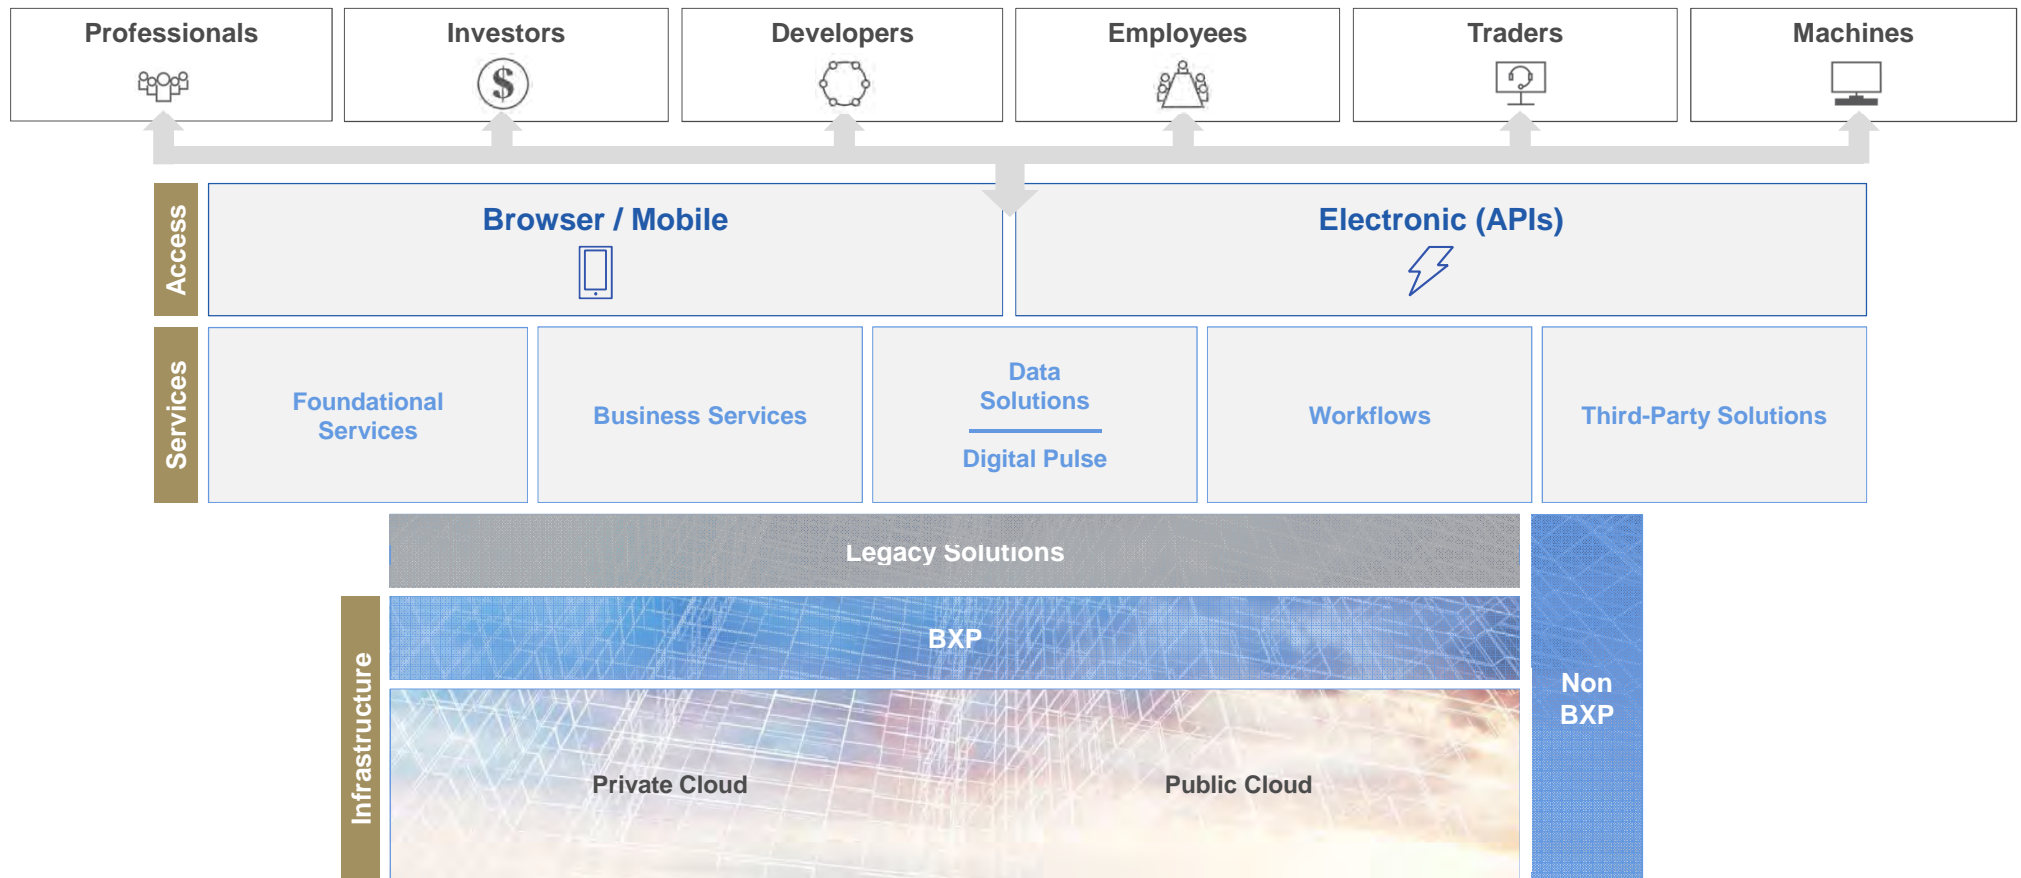 Professionals
Investors
Developers
Employees
Traders
Machines
$
Access
Browser / Mobile
Electronic (APIs)
Services
Foundational
Services
Business Services
Data
Solutions
Digital Pulse
Workflows
Third-Party Solutions
Legacy Solutions
Infrastructure
BXP
Non
BXP
Private Cloud
Public Cloud